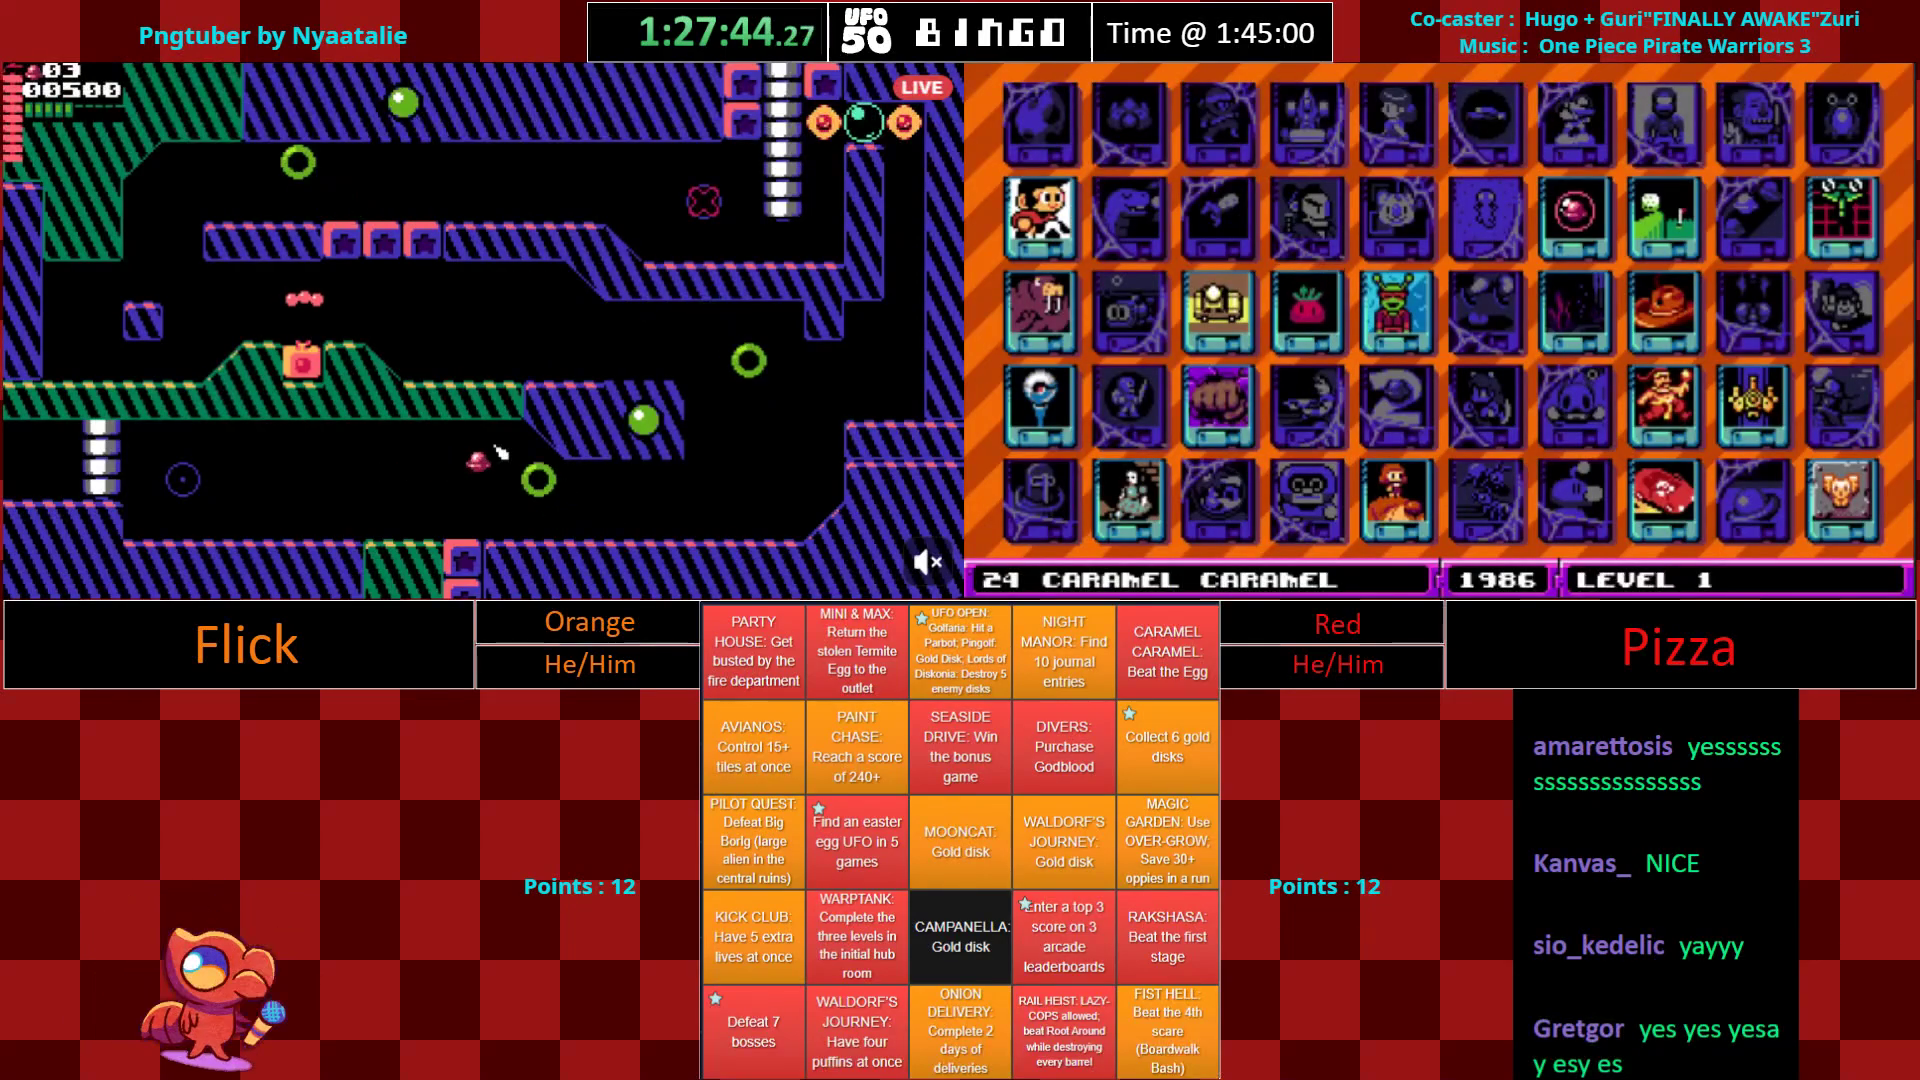 Pngtuber by Nyaatalie
1:27:44.27
UFO 50
BINGO
Time @ 1:45:00
Co-caster : Hugo + Guri"FINALLY AWAKE"Zuri
Music : One Piece Pirate Warriors 3
03
00500
LIVE
24 CARAMEL CARAMEL
1986
LEVEL 1
Flick
Orange
He/Him
Red
He/Him
Pizza
PARTY
HOUSE: Get
busted by the
fire department
MINI & MAX:
Return the
stolen Termite
Egg to the
outlet
UFO OPEN:
Golfaria: Hit a
Parbot; Pingolf:
Gold Disk; Lords of
Diskonia: Destroy 5
enemy disks
NIGHT
MANOR: Find
10 journal
entries
CARAMEL
CARAMEL:
Beat the Egg
AVIANOS:
Control 15+
tiles at once
PAINT
CHASE:
Reach a score
of 240+
SEASIDE
DRIVE: Win
the bonus
game
DIVERS:
Purchase
Godblood
Collect 6 gold
disks
PILOT QUEST:
Defeat Big
Borig (large
alien in the
central ruins)
Find an easter
egg UFO in 5
games
MOONCAT:
Gold disk
WALDORF'S
JOURNEY:
Gold disk
MAGIC
GARDEN: Use
OVER-GROW;
Save 30+
oppies in a run
KICK CLUB:
Have 5 extra
lives at once
WARPTANK:
Complete the
three levels in
the initial hub
room
CAMPANELLA:
Gold disk
Enter a top 3
score on 3
arcade
leaderboards
RAKSHASA:
Beat the first
stage
Defeat 7
bosses
WALDORF'S
JOURNEY:
Have four
puffins at once
ONION
DELIVERY:
Complete 2
days of
deliveries
RAIL HEIST: LAZY-
COPS allowed;
beat Root Around
while destroying
every barrel
FIST HELL:
Beat the 4th
scare
(Boardwalk
Bash)
Points : 12
Points : 12
amarettosis yessssss
sssssssssssssss
Kanvas_ NICE
sio_kedelic yayyy
Gretgor yes yes yesa
y esy es